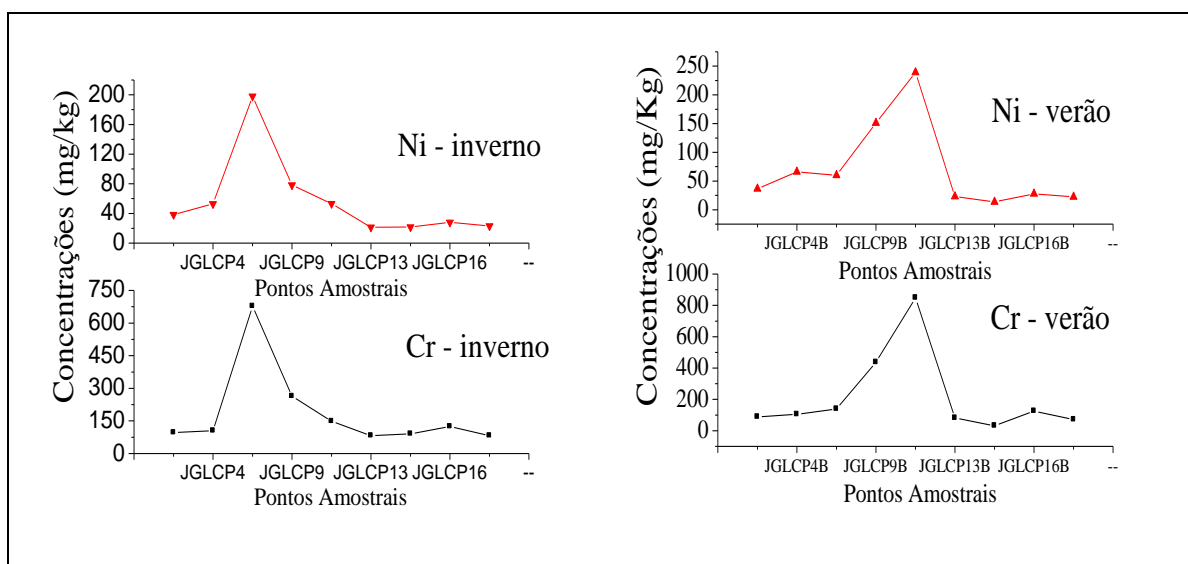 Concentrações (mg/kg)
200
160
120
80
40
0
Ni - inverno
JGLCP4 JGLCP9 JGLCP13 JGLCP16 --
Pontos Amostrais
750
600
450
300
150
0
Cr - inverno
JGLCP4 JGLCP9 JGLCP13 JGLCP16 --
Pontos Amostrais
Concentrações (mg/Kg)
250
200
150
100
50
0
Ni - verão
JGLCP4B JGLCP9B JGLCP13B JGLCP16B --
Pontos Amostrais
1000
800
600
400
200
0
Cr - verão
JGLCP4B JGLCP9B JGLCP13B JGLCP16B --
Pontos Amostrais